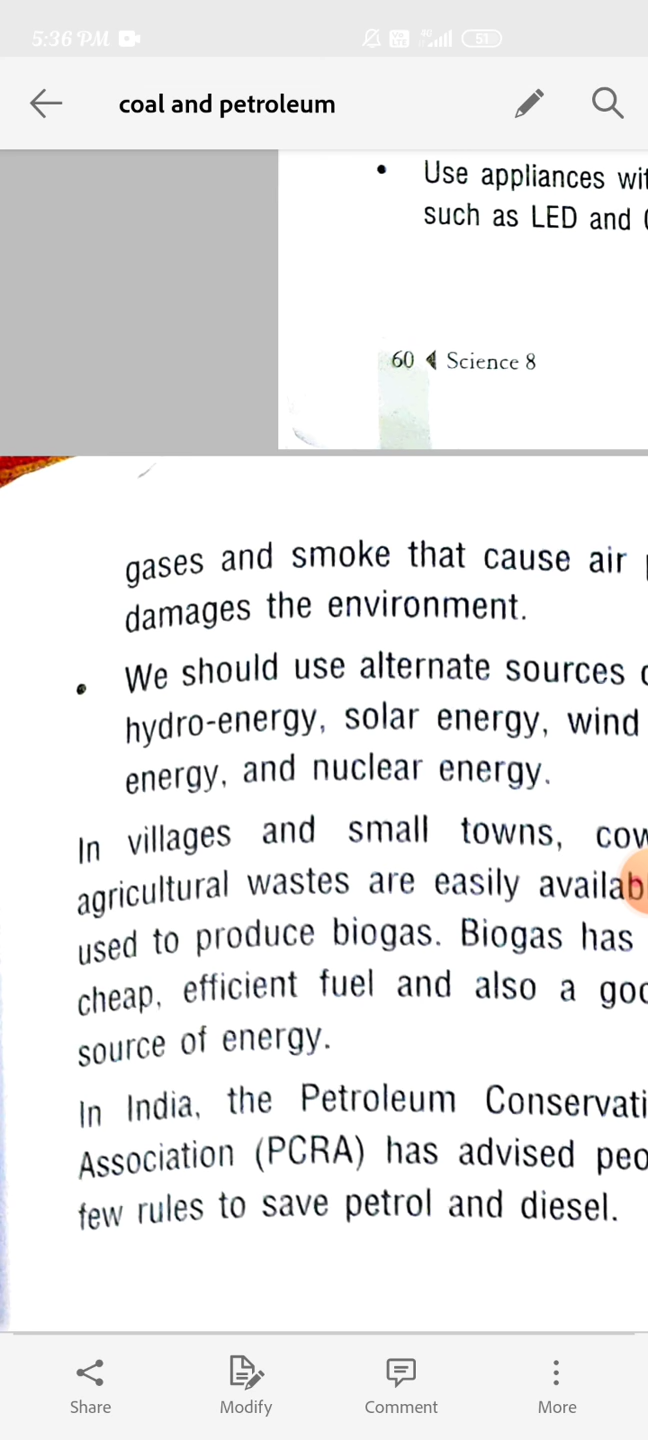 5:36 PM
4G
51
coal and petroleum
• Use appliances wit
such as LED and
60 Science 8
gases and smoke that cause air
damages the environment.
• We should use alternate sources
hydro-energy, solar energy, wind
energy, and nuclear energy.
In villages and small towns, cow
agricultural wastes are easily availab
used to produce biogas. Biogas has
cheap, efficient fuel and also a goo
source of energy.
In India, the Petroleum Conservati
Association (PCRA) has advised peo
few rules to save petrol and diesel.
Share Modify Comment More